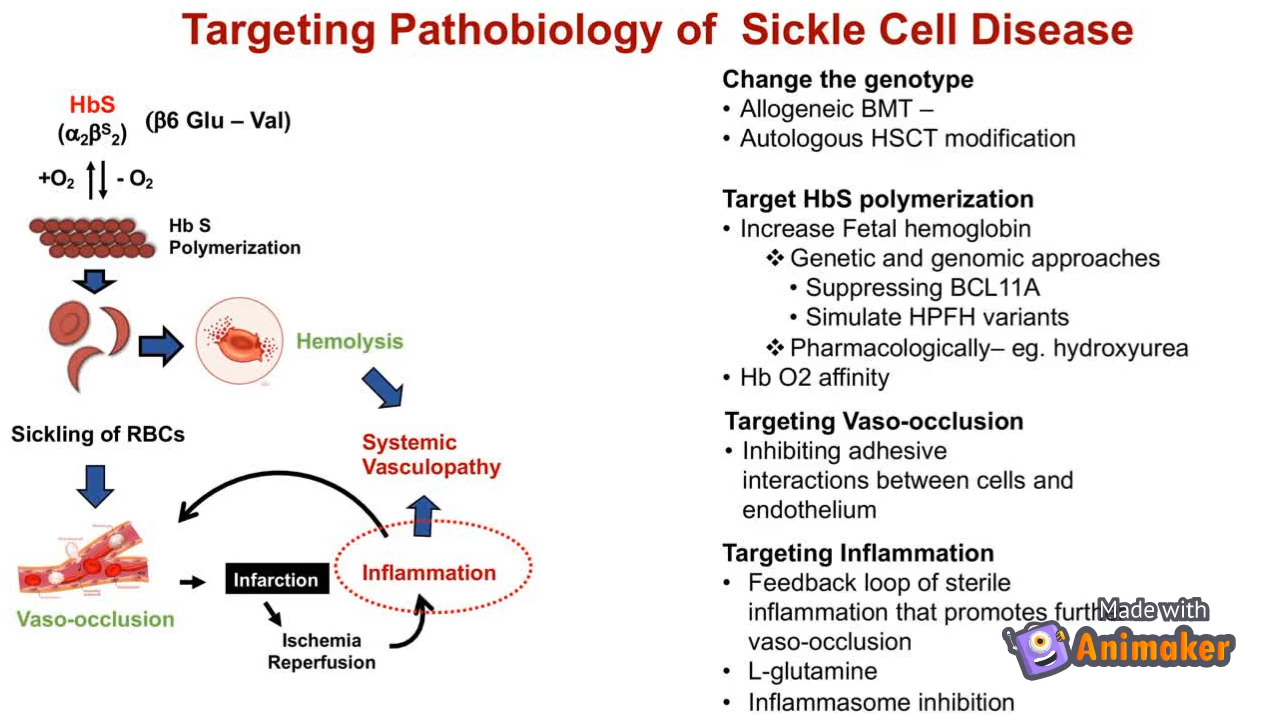 Targeting Pathobiology of Sickle Cell Disease
HbS
(α₂βˢ₂)
(β6 Glu – Val)
+O₂
- O₂
Hb S
Polymerization
Hemolysis
Sickling of RBCs
Systemic
Vasculopathy
Vaso-occlusion
Infarction
Inflammation
Ischemia
Reperfusion
Change the genotype
• Allogeneic BMT –
• Autologous HSCT modification
Target HbS polymerization
• Increase Fetal hemoglobin
❖ Genetic and genomic approaches
• Suppressing BCL11A
• Simulate HPFH variants
❖ Pharmacologically– eg. hydroxyurea
• Hb O2 affinity
Targeting Vaso-occlusion
• Inhibiting adhesive
interactions between cells and
endothelium
Targeting Inflammation
• Feedback loop of sterile
inflammation that promotes
vaso-occlusion
• L-glutamine
• Inflammasome inhibition
Made with
Animaker